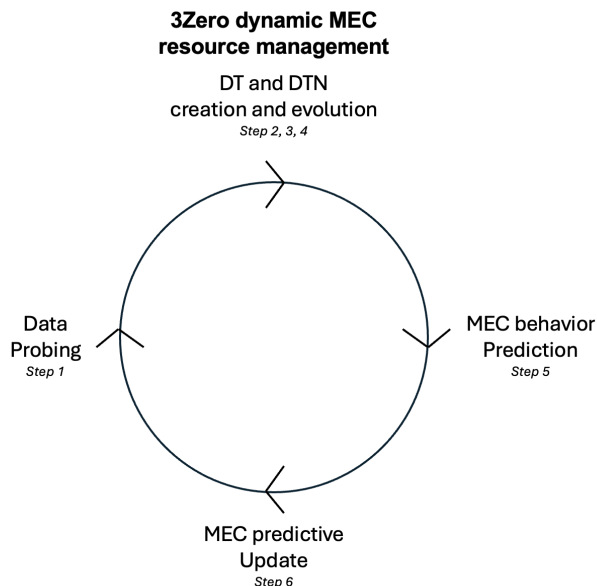 3Zero dynamic MEC
resource management
DT and DTN
creation and evolution
Step 2, 3, 4
Data
Probing
Step 1
MEC behavior
Prediction
Step 5
MEC predictive
Update
Step 6